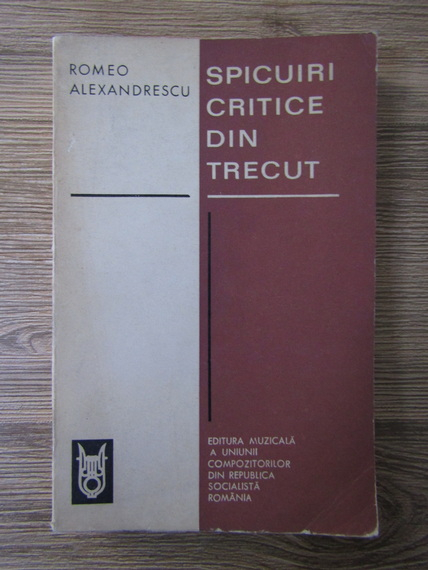 ROMEO
ALEXANDRESCU
SPICUIRI
CRITICE
DIN
TRECUT
EDITURA MUZICALĂ
A UNIUNII
COMPOZITORILOR
DIN REPUBLICA
SOCIALISTĂ
ROMÂNIA